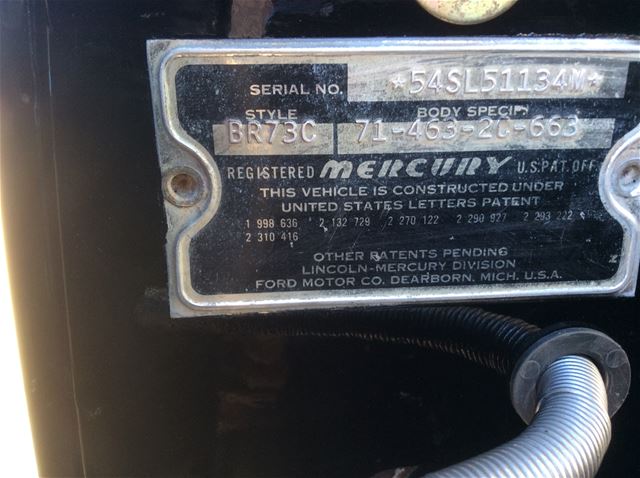 SERIAL NO. *54SL51134M*
STYLE BODY SPECIF.
BR73C 71-463-2C-663
REGISTERED MERCURY U.S. PAT. OFF.
THIS VEHICLE IS CONSTRUCTED UNDER
UNITED STATES LETTERS PATENT
1 998 636 2 132 729 2 270 122 2 290 927 2 293 222
2 310 416
OTHER PATENTS PENDING
LINCOLN-MERCURY DIVISION
FORD MOTOR CO. DEARBORN, MICH. U.S.A.